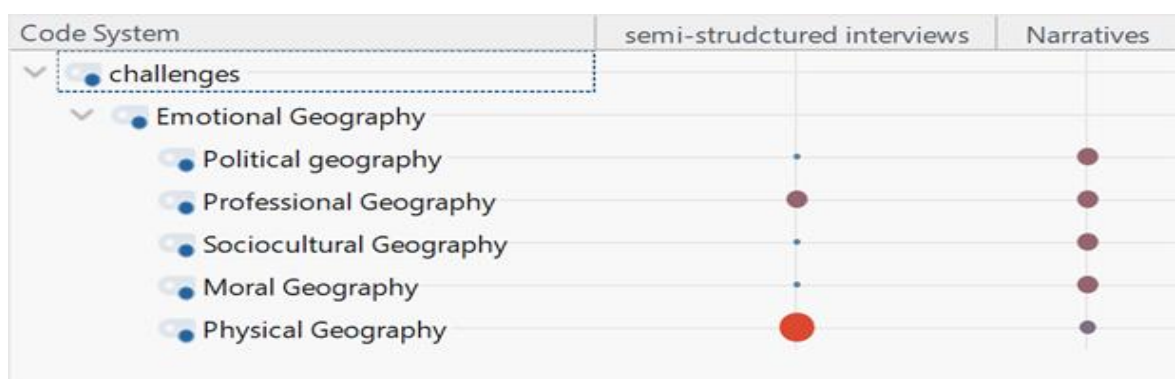 Code System semi-strudctured interviews Narratives
challenges
Emotional Geography
Political geography
Professional Geography
Sociocultural Geography
Moral Geography
Physical Geography